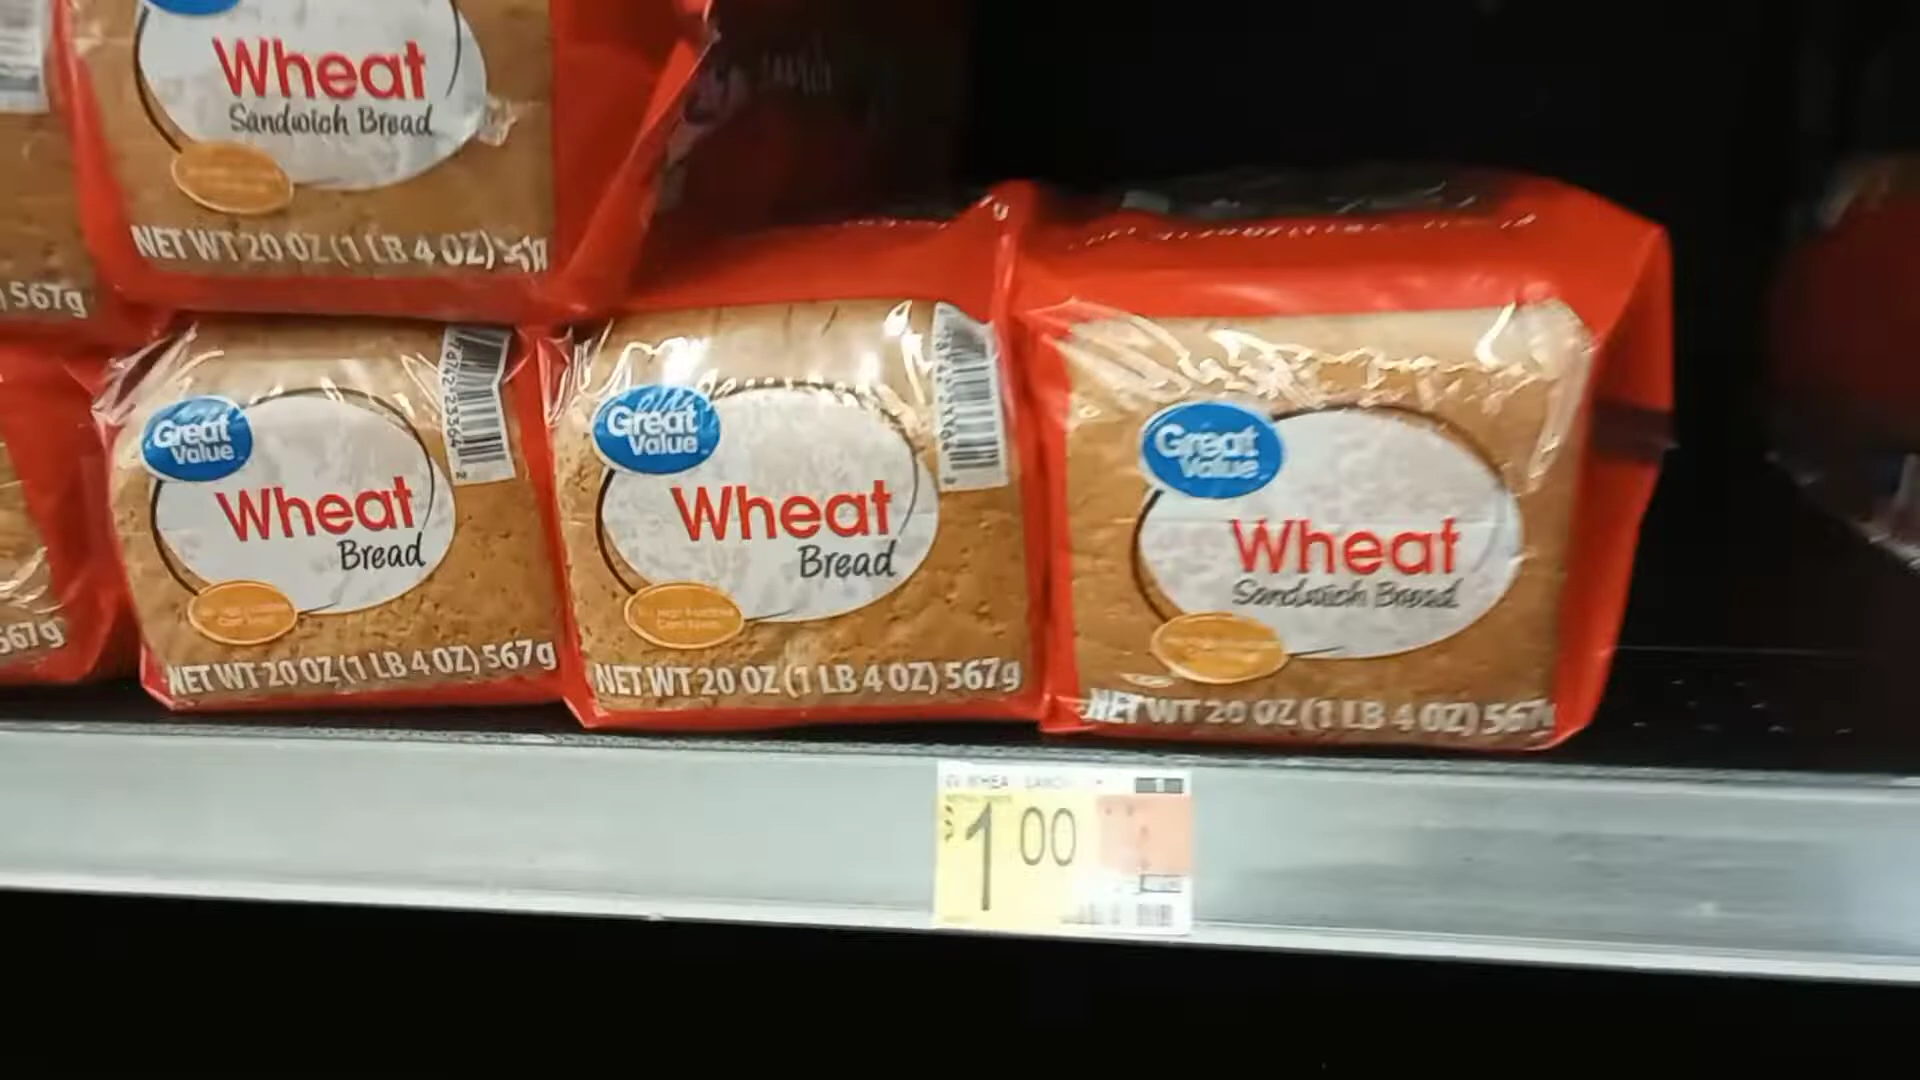 Wheat
Sandwich Bread
NET WT 20 OZ (1 LB 4 OZ)
567g
Great
Value
Wheat
Bread
NET WT 20 OZ (1 LB 4 OZ) 567g
Great
Value
Wheat
Bread
NET WT 20 OZ (1 LB 4 OZ) 567g
Great
Value
Wheat
Sandwich Bread
NET WT 20 OZ (1 LB 4 OZ) 567
567g
$1.00